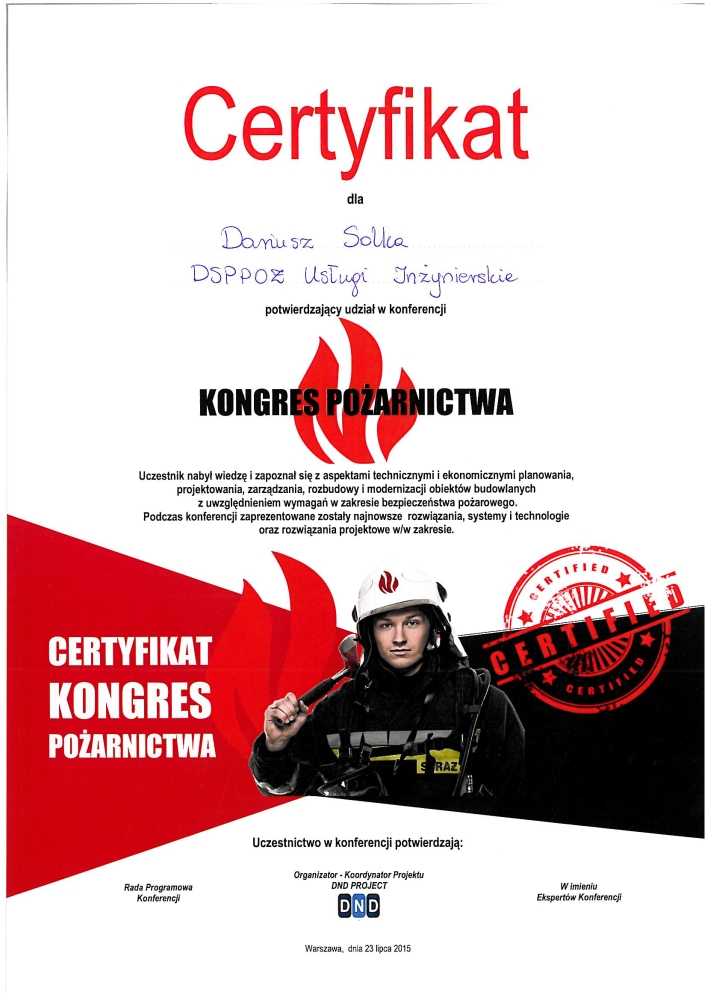 Certyfikat
dla
Dariusz Solka
DSPPOŻ Usługi Inżynierskie
potwierdzający udział w konferencji
KONGRES POŻARNICTWA
Uczestnik nabył wiedzę i zapoznał się z aspektami technicznymi i ekonomicznymi planowania,
projektowania, zarządzania, rozbudowy i modernizacji obiektów budowlanych
z uwzględnieniem wymagań w zakresie bezpieczeństwa pożarowego.
Podczas konferencji zaprezentowane zostały najnowsze rozwiązania, systemy i technologie
oraz rozwiązania projektowe w/w zakresie.
CERTIFIED
CERTIFIED
CERTIFIED
CERTYFIKAT
KONGRES
POŻARNICTWA
STRAŻ
Uczestnictwo w konferencji potwierdzają:
Rada Programowa
Konferencji
Organizator - Koordynator Projektu
DND PROJECT
DND
W imieniu
Ekspertów Konferencji
Warszawa, dnia 23 lipca 2015